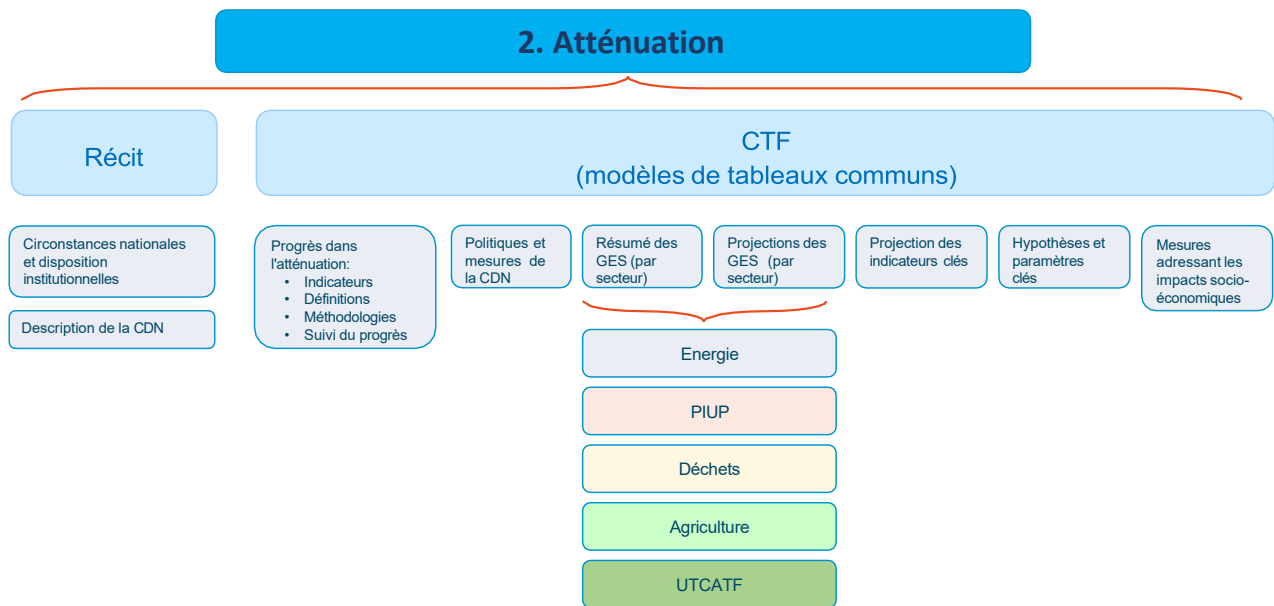 2. Atténuation
Récit
CTF
(modèles de tableaux communs)
Circonstances nationales
et disposition
institutionnelles
Description de la CDN
Progrès dans
l'atténuation:
• Indicateurs
• Définitions
• Méthodologies
• Suivi du progrès
Politiques et
mesures de
la CDN
Résumé des
GES (par
secteur)
Projections des
GES (par
secteur)
Projection des
indicateurs clés
Hypothèses et
paramètres
clés
Mesures
adressant les
impacts socio-
économiques
Energie
PIUP
Déchets
Agriculture
UTCATF